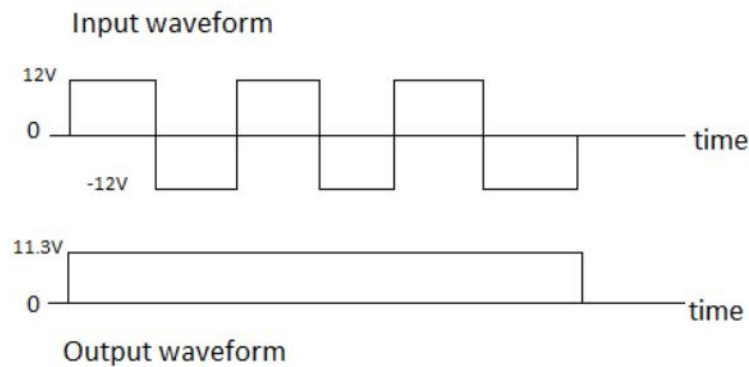 Input waveform
12V
0
time
-12V
11.3V
0
time
Output waveform